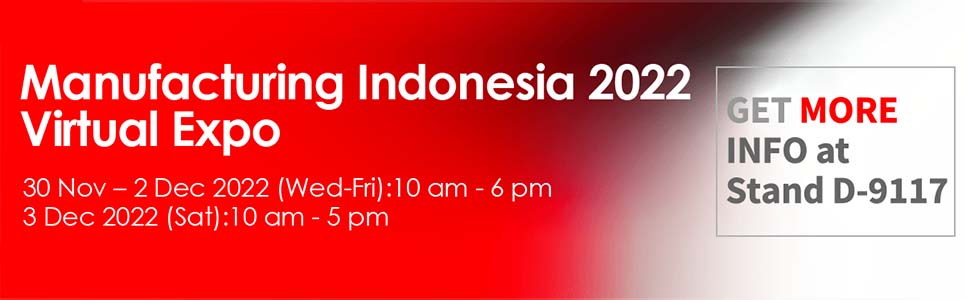 Manufacturing Indonesia 2022
Virtual Expo
30 Nov – 2 Dec 2022 (Wed-Fri):10 am - 6 pm
3 Dec 2022 (Sat):10 am - 5 pm
GET MORE
INFO at
Stand D-9117